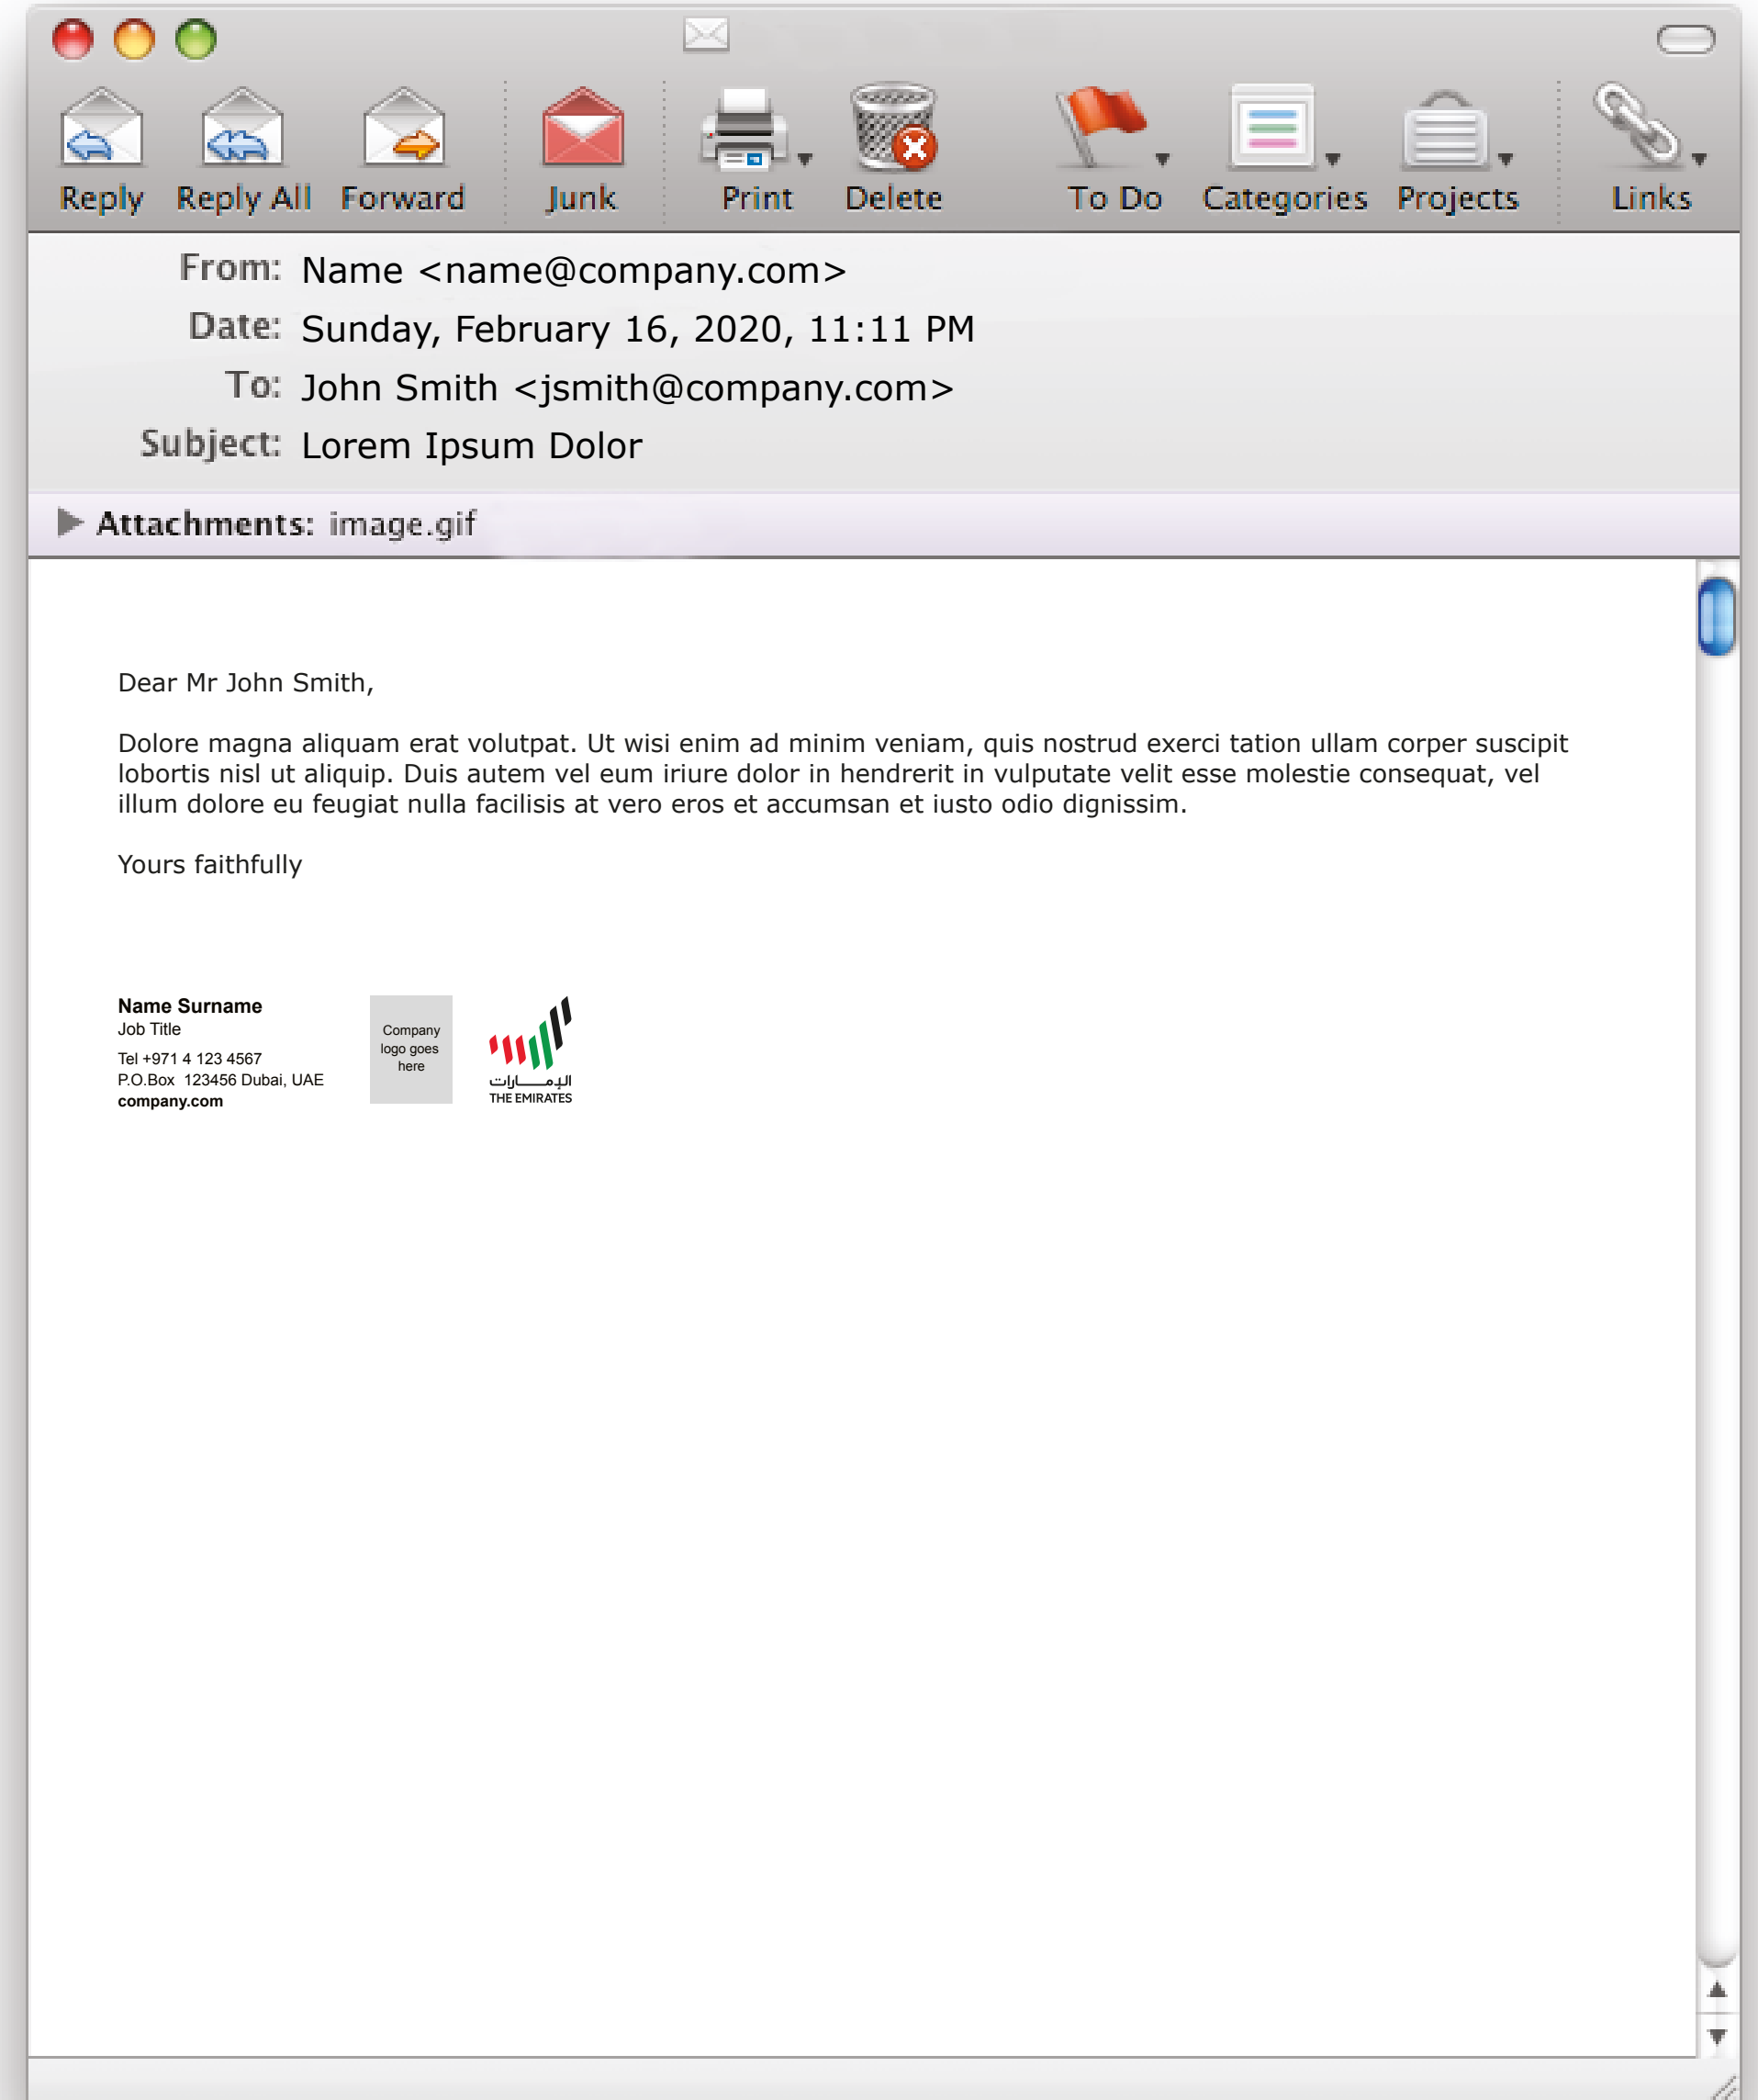 Reply Reply All Forward Junk Print Delete To Do Categories Projects Links
From: Name <name@company.com>
Date: Sunday, February 16, 2020, 11:11 PM
To: John Smith <jsmith@company.com>
Subject: Lorem Ipsum Dolor
Attachments: image.gif
Dear Mr John Smith,
Dolore magna aliquam erat volutpat. Ut wisi enim ad minim veniam, quis nostrud exerci tation ullam corper suscipit
lobortis nisl ut aliquip. Duis autem vel eum iriure dolor in hendrerit in vulputate velit esse molestie consequat, vel
illum dolore eu feugiat nulla facilisis at vero eros et accumsan et iusto odio dignissim.
Yours faithfully
Name Surname
Job Title
Tel +971 4 123 4567
P.O.Box 123456 Dubai, UAE
company.com
Company
logo goes
here
الإمـــارات
THE EMIRATES